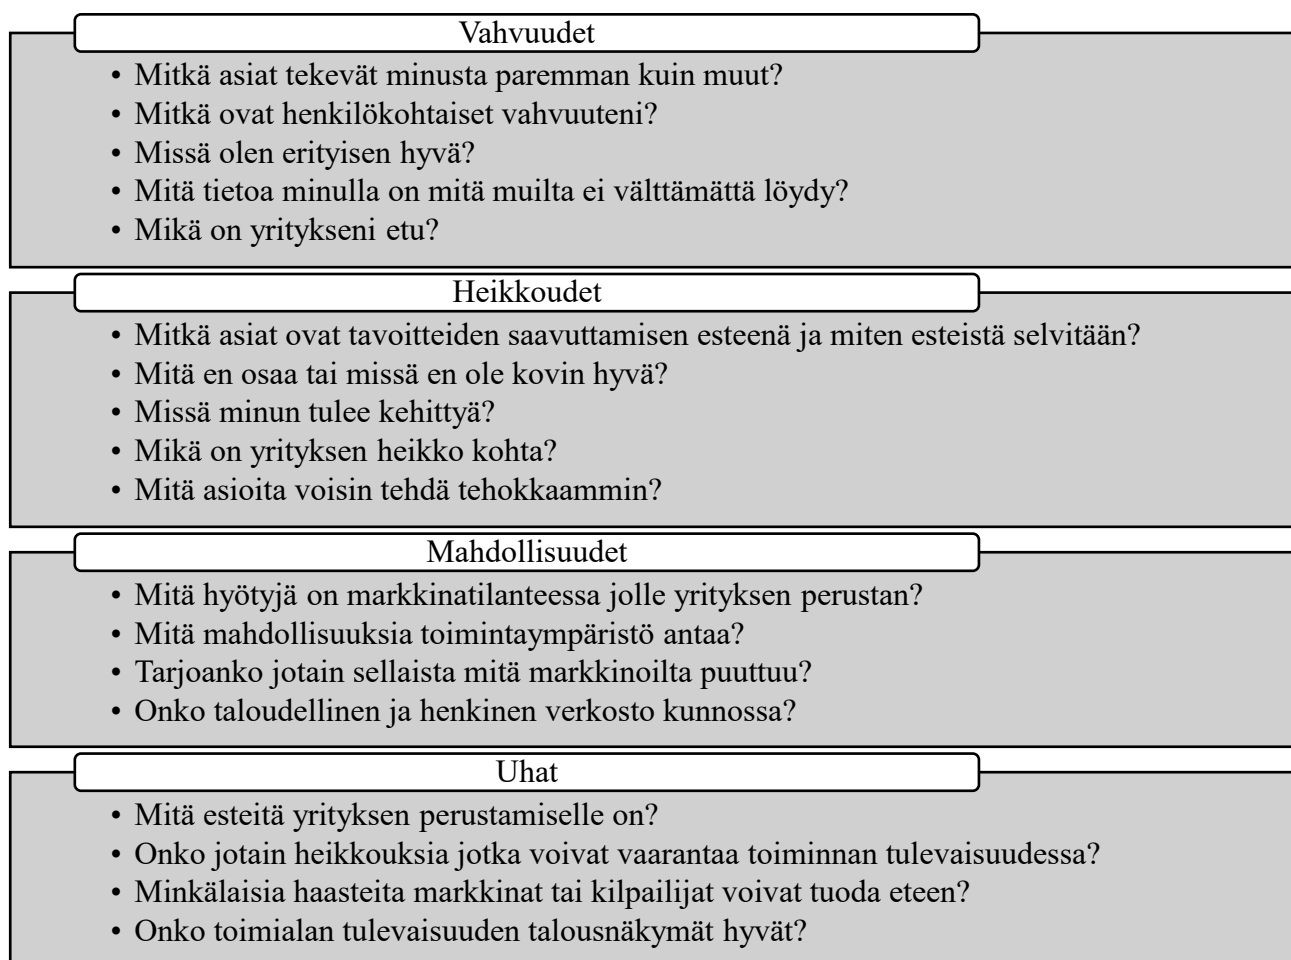 Vahvuudet
• Mitkä asiat tekevät minusta paremman kuin muut?
• Mitkä ovat henkilökohtaiset vahvuuteni?
• Missä olen erityisen hyvä?
• Mitä tietoa minulla on mitä muilta ei välttämättä löydy?
• Mikä on yritykseni etu?
Heikkoudet
• Mitkä asiat ovat tavoitteiden saavuttamisen esteenä ja miten esteistä selvitään?
• Mitä en osaa tai missä en ole kovin hyvä?
• Missä minun tulee kehittyä?
• Mikä on yrityksen heikko kohta?
• Mitä asioita voisin tehdä tehokkaammin?
Mahdollisuudet
• Mitä hyötyjä on markkinatilanteessa jolle yrityksen perustan?
• Mitä mahdollisuuksia toimintaympäristö antaa?
• Tarjoanko jotain sellaista mitä markkinoilta puuttuu?
• Onko taloudellinen ja henkinen verkosto kunnossa?
Uhat
• Mitä esteitä yrityksen perustamiselle on?
• Onko jotain heikkouksia jotka voivat vaarantaa toiminnan tulevaisuudessa?
• Minkälaisia haasteita markkinat tai kilpailijat voivat tuoda eteen?
• Onko toimialan tulevaisuuden talousnäkymät hyvät?